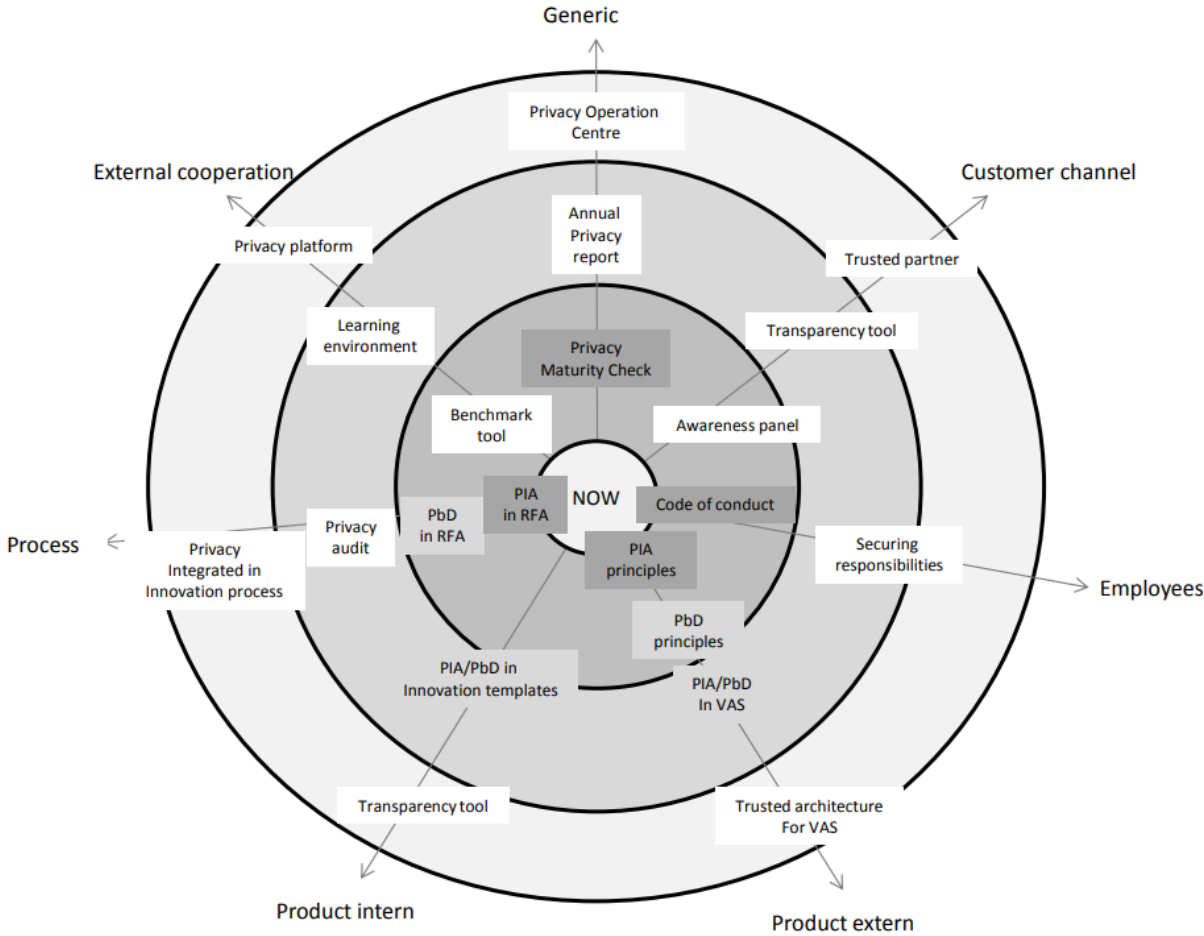 Generic
Privacy Operation
Centre
External cooperation
Customer channel
Annual
Privacy
report
Privacy platform
Trusted partner
Learning
environment
Transparency tool
Privacy
Maturity Check
Benchmark
tool
Awareness panel
PIA
in RFA
NOW
Code of conduct
Process
Privacy
Integrated in
Innovation process
Privacy
audit
PbD
in RFA
PIA
principles
Securing
responsibilities
Employees
PbD
principles
PIA/PbD in
Innovation templates
PIA/PbD
In VAS
Transparency tool
Trusted architecture
For VAS
Product intern
Product extern